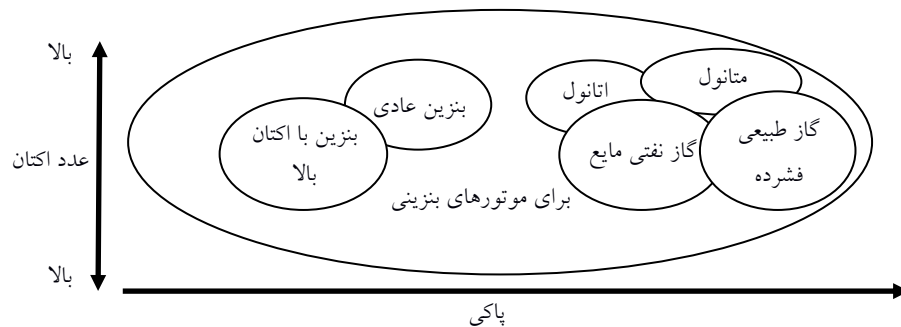 بالا
عدد اکتان
بالا
پاکی
بنزین با اکتان
بالا
بنزین عادی
اتانول
متانول
گاز نفتی مایع
گاز طبیعی
فشرده
برای موتورهای بنزینی